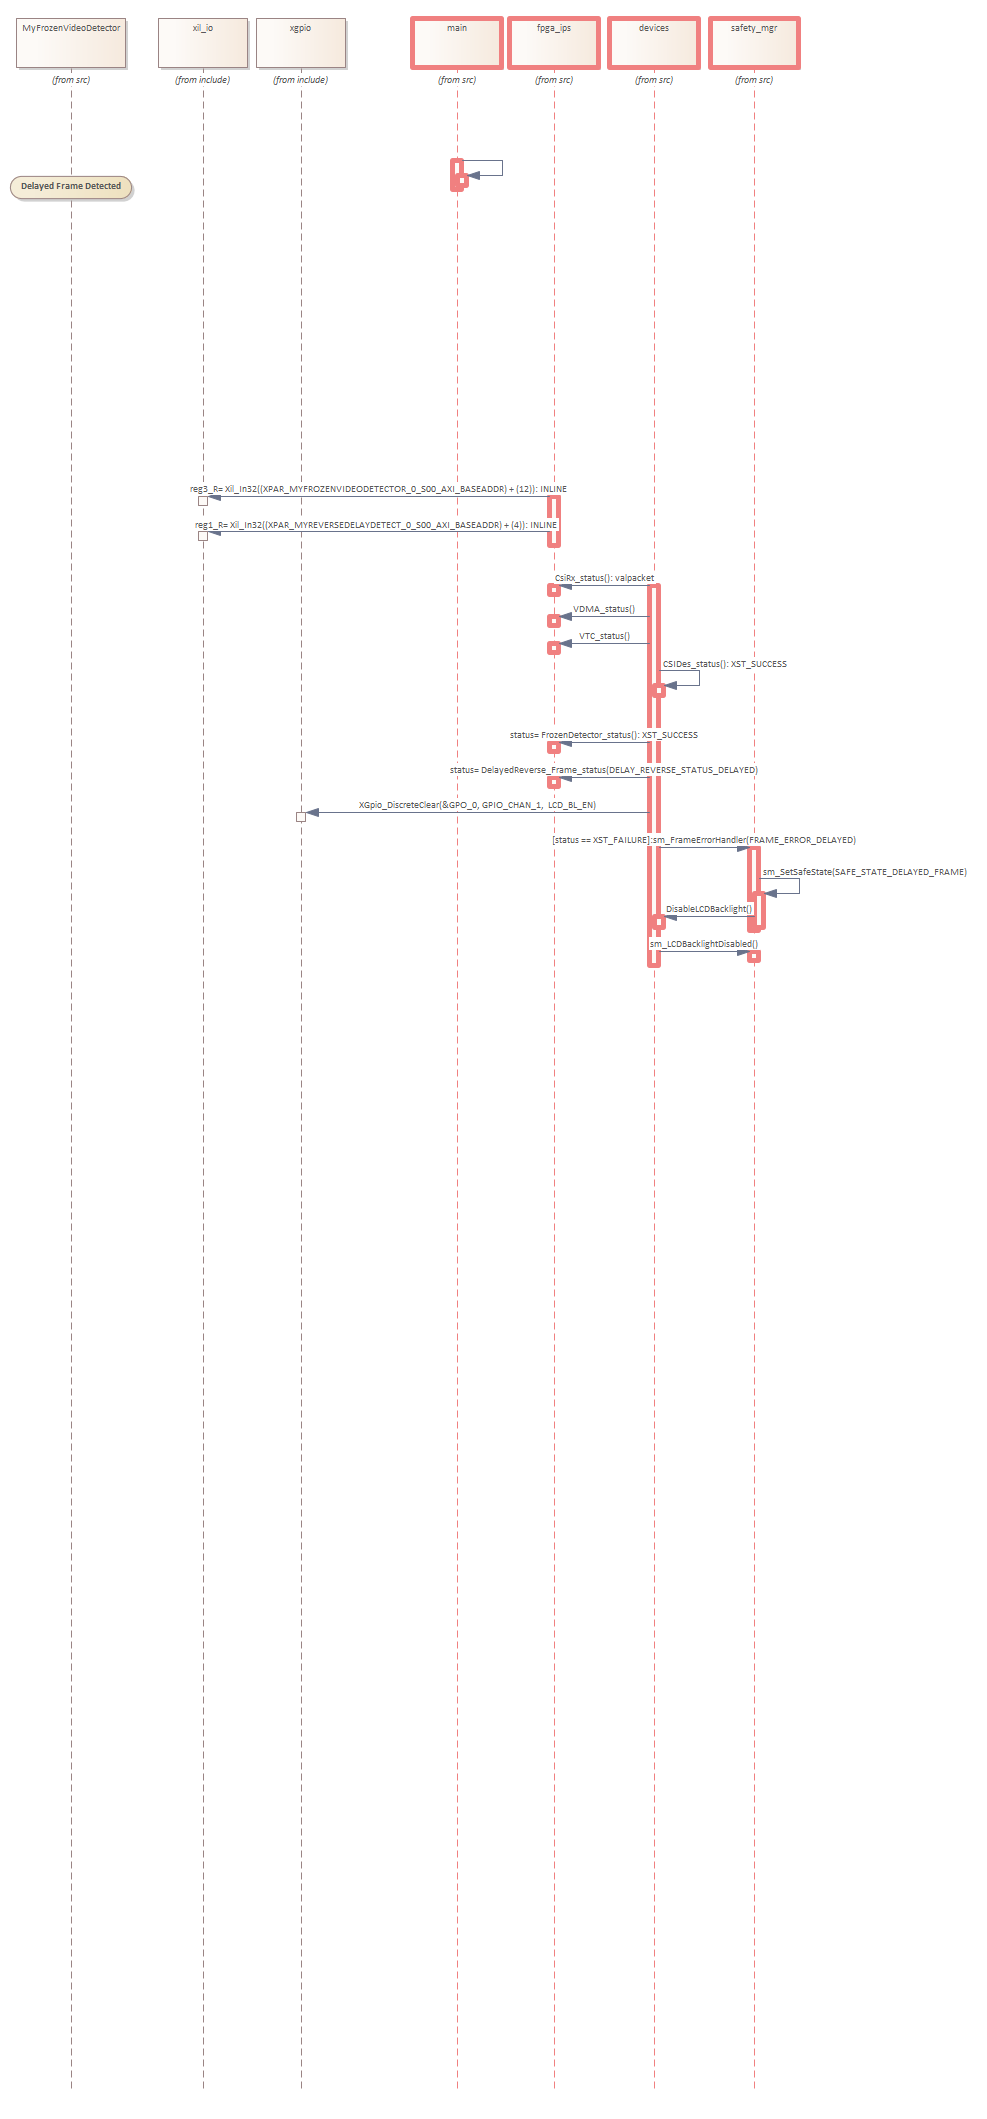 MyFrozenVideoDetector
xil_io
xgpio
main
fpga_ips
devices
safety_mgr
(from src)
(from include)
(from include)
(from src)
(from src)
(from src)
(from src)
Delayed Frame Detected
reg3_R= Xil_In32((XPAR_MYFROZENVIDEODETECTOR_0_S00_AXI_BASEADDR) + (12)): INLINE
reg1_R= Xil_In32((XPAR_MYREVERSEDELAYDETECT_0_S00_AXI_BASEADDR) + (4)): INLINE
CsiRx_status(): valpacket
VDMA_status()
VTC_status()
CSIDes_status(): XST_SUCCESS
status= FrozenDetector_status(): XST_SUCCESS
status= DelayedReverse_Frame_status(DELAY_REVERSE_STATUS_DELAYED)
XGpio_DiscreteClear(&GPO_0, GPIO_CHAN_1, LCD_BL_EN)
[status == XST_FAILURE]:sm_FrameErrorHandler(FRAME_ERROR_DELAYED)
sm_SetSafeState(SAFE_STATE_DELAYED_FRAME)
DisableLCDBacklight()
sm_LCDBacklightDisabled()